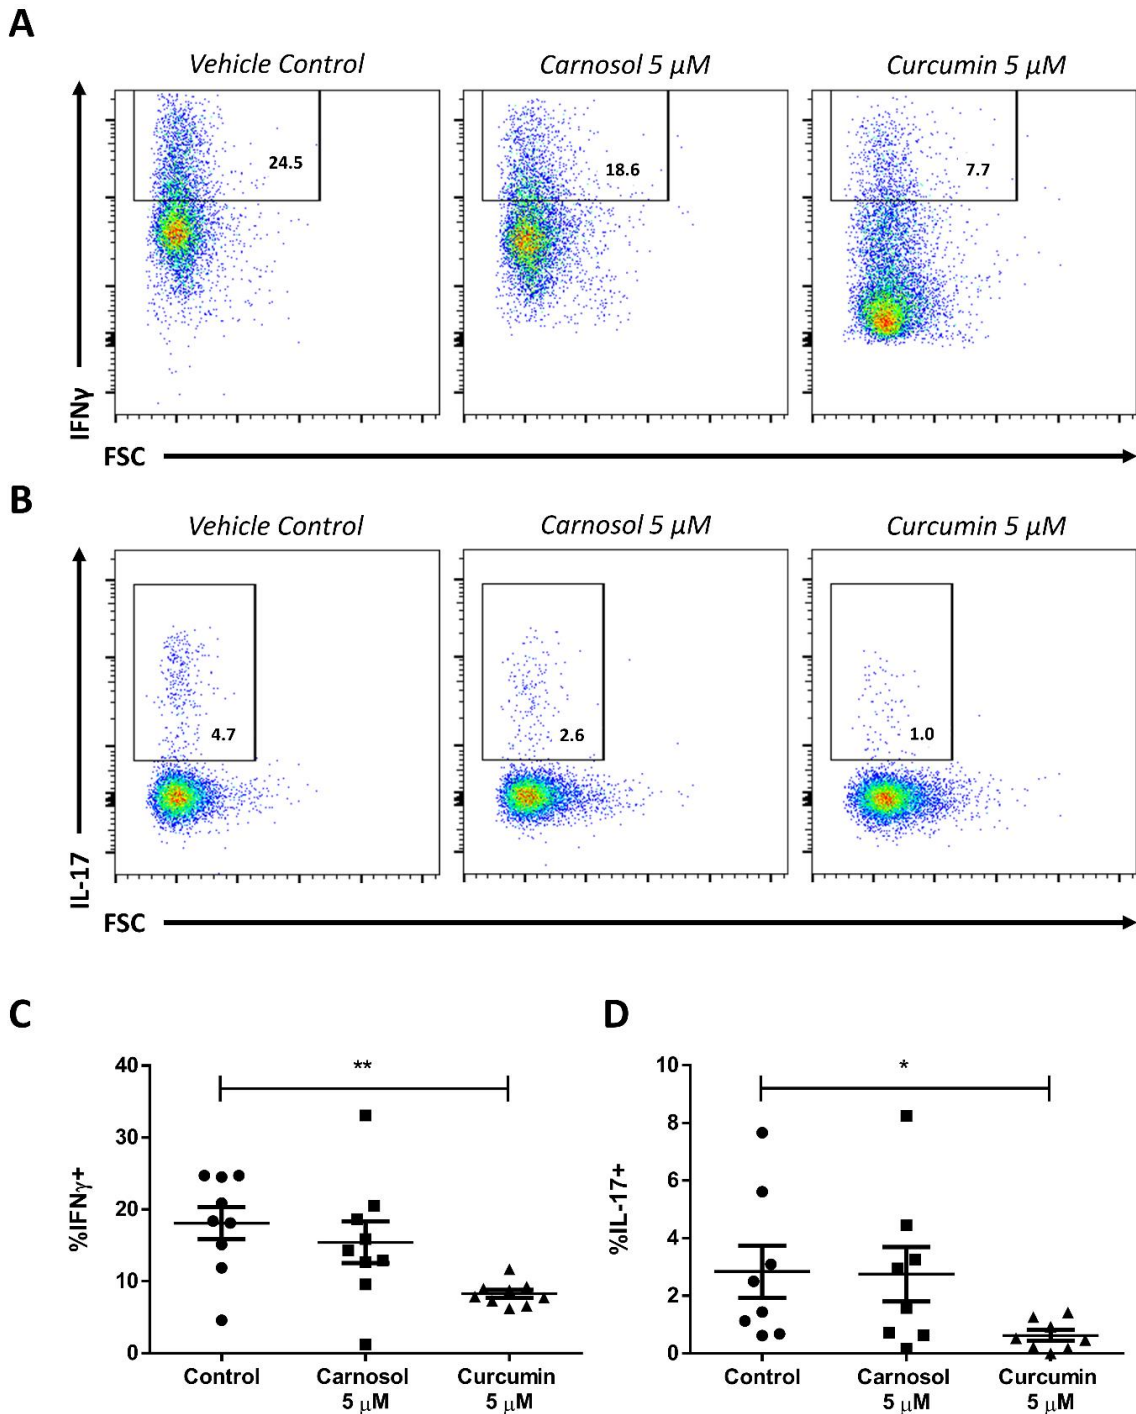 A
Vehicle Control
Carnosol 5 μM
Curcumin 5 μM
24.5
18.6
7.7
IFNγ
FSC
B
Vehicle Control
Carnosol 5 μM
Curcumin 5 μM
4.7
2.6
1.0
IL-17
FSC
C
**
%IFNγ+
40
30
20
10
0
Control
Carnosol
5 μM
Curcumin
5 μM
D
*
%IL-17+
10
8
6
4
2
0
Control
Carnosol
5 μM
Curcumin
5 μM